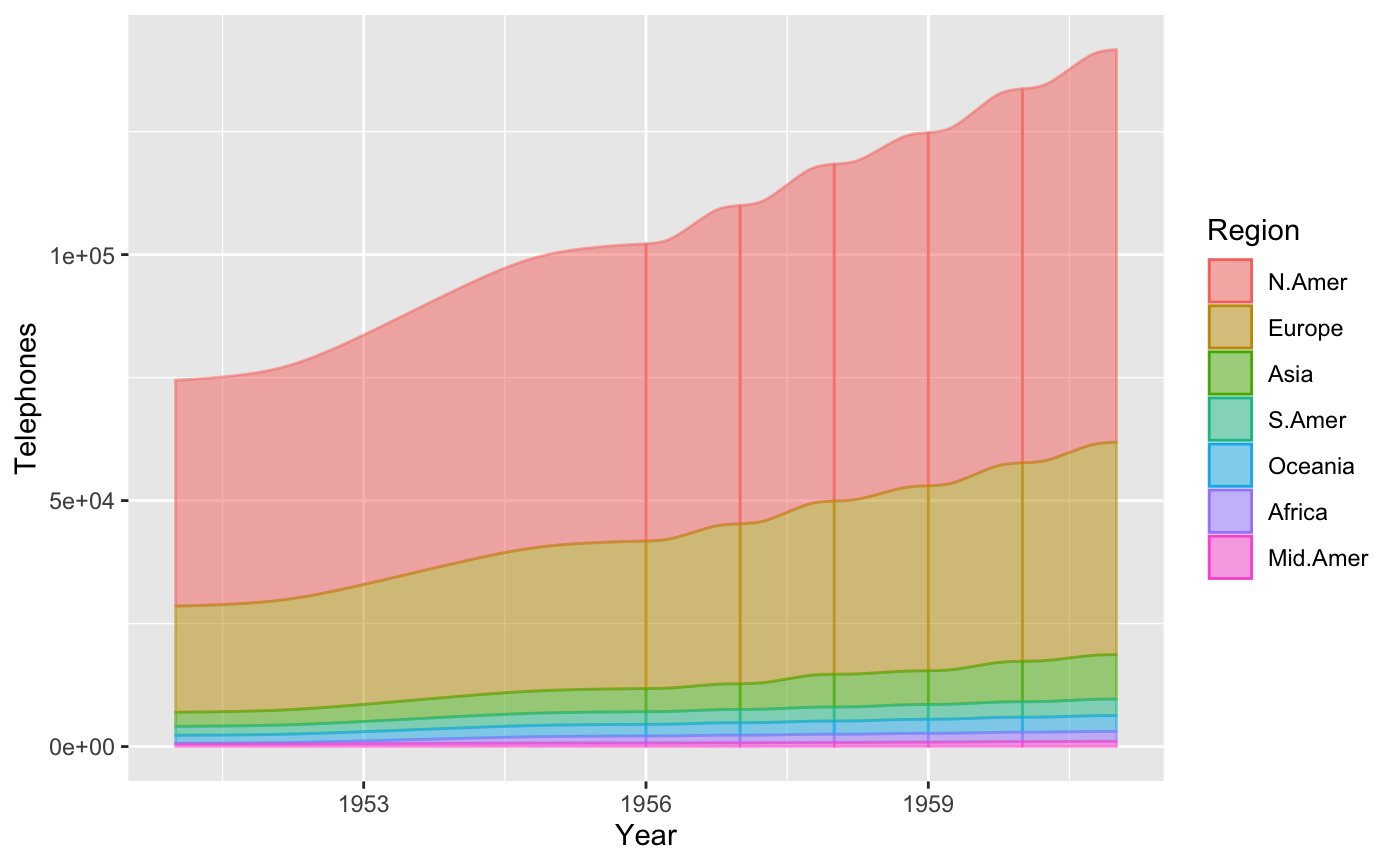 Telephones
1e+05
5e+04
0e+00
1953
1956
1959
Year
Region
N.Amer
Europe
Asia
S.Amer
Oceania
Africa
Mid.Amer